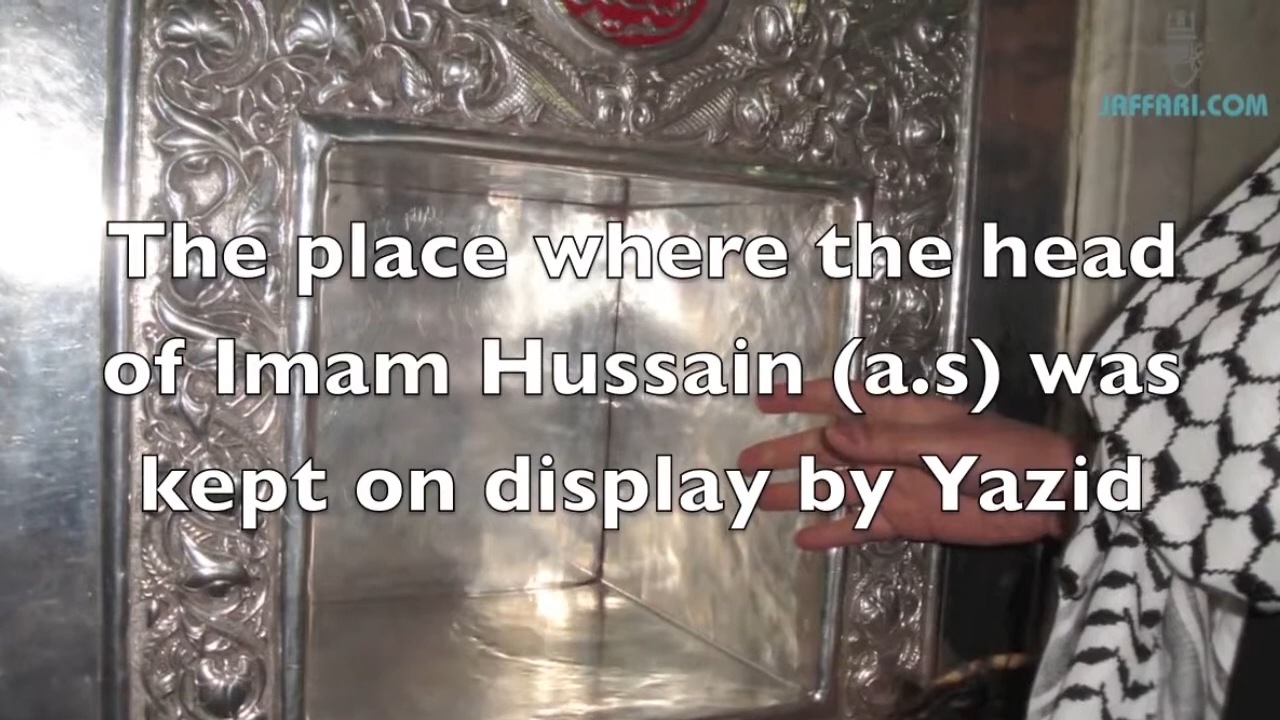 JAFFARI.COM
The place where the head
of Imam Hussain (a.s) was
kept on display by Yazid